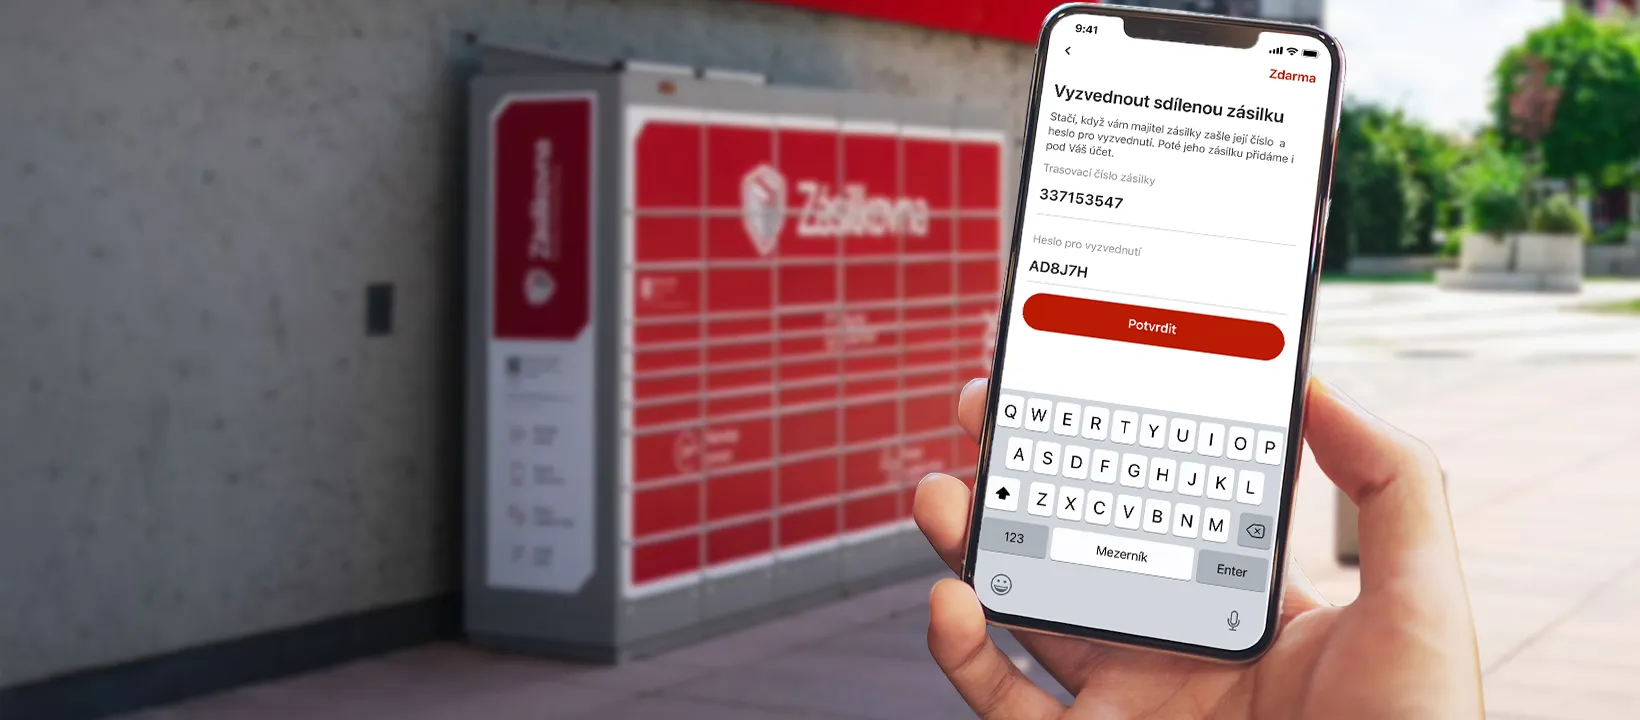 Zásilkovna
Zásilkovna
9:41
Zdarma
Vyzvednout sdílenou zásilku
Stačí, když vám majitel zásilky zašle její číslo a
heslo pro vyzvednutí. Poté jeho zásilku přidáme i
pod Váš účet.
Trasovací číslo zásilky
337153547
Heslo pro vyzvednutí
AD8J7H
Potvrdit
Q W E R T Y U I O P
A S D F G H J K L
Z X C V B N M
123 Mezerník Enter